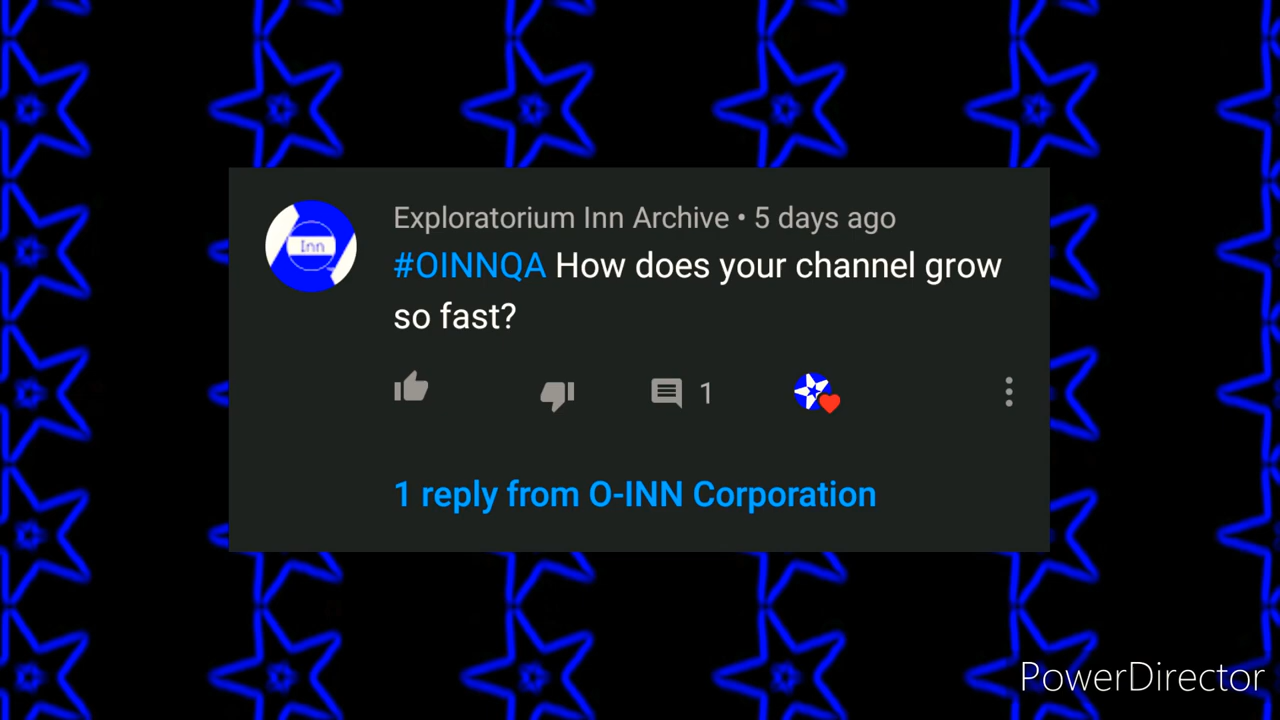 Exploratorium Inn Archive • 5 days ago
Inn
#OINNQA How does your channel grow
so fast?
1
1 reply from O-INN Corporation
PowerDirector